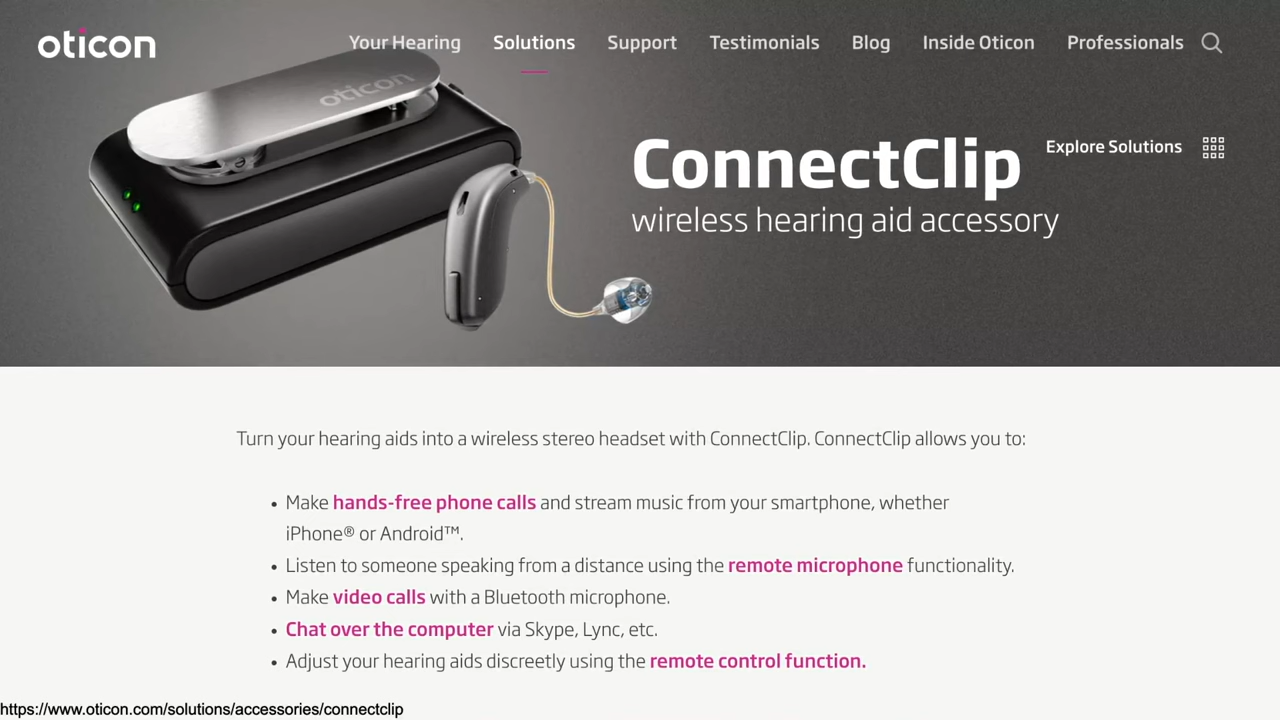 oticon
Your Hearing Solutions Support Testimonials Blog Inside Oticon Professionals
oticon
ConnectClip
Explore Solutions
wireless hearing aid accessory
Turn your hearing aids into a wireless stereo headset with ConnectClip. ConnectClip allows you to:
• Make hands-free phone calls and stream music from your smartphone, whether
iPhone® or Android™.
• Listen to someone speaking from a distance using the remote microphone functionality.
• Make video calls with a Bluetooth microphone.
• Chat over the computer via Skype, Lync, etc.
• Adjust your hearing aids discreetly using the remote control function.
https://www.oticon.com/solutions/accessories/connectclip